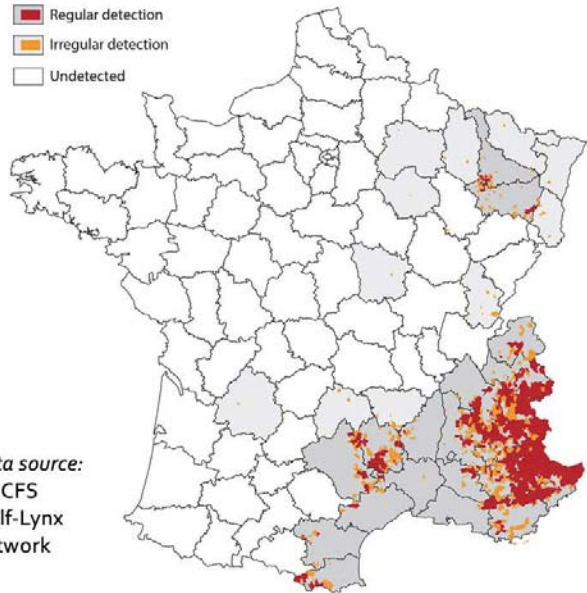 Regular detection
Irregular detection
Undetected
ta source:
CFS
lf-Lynx
twork